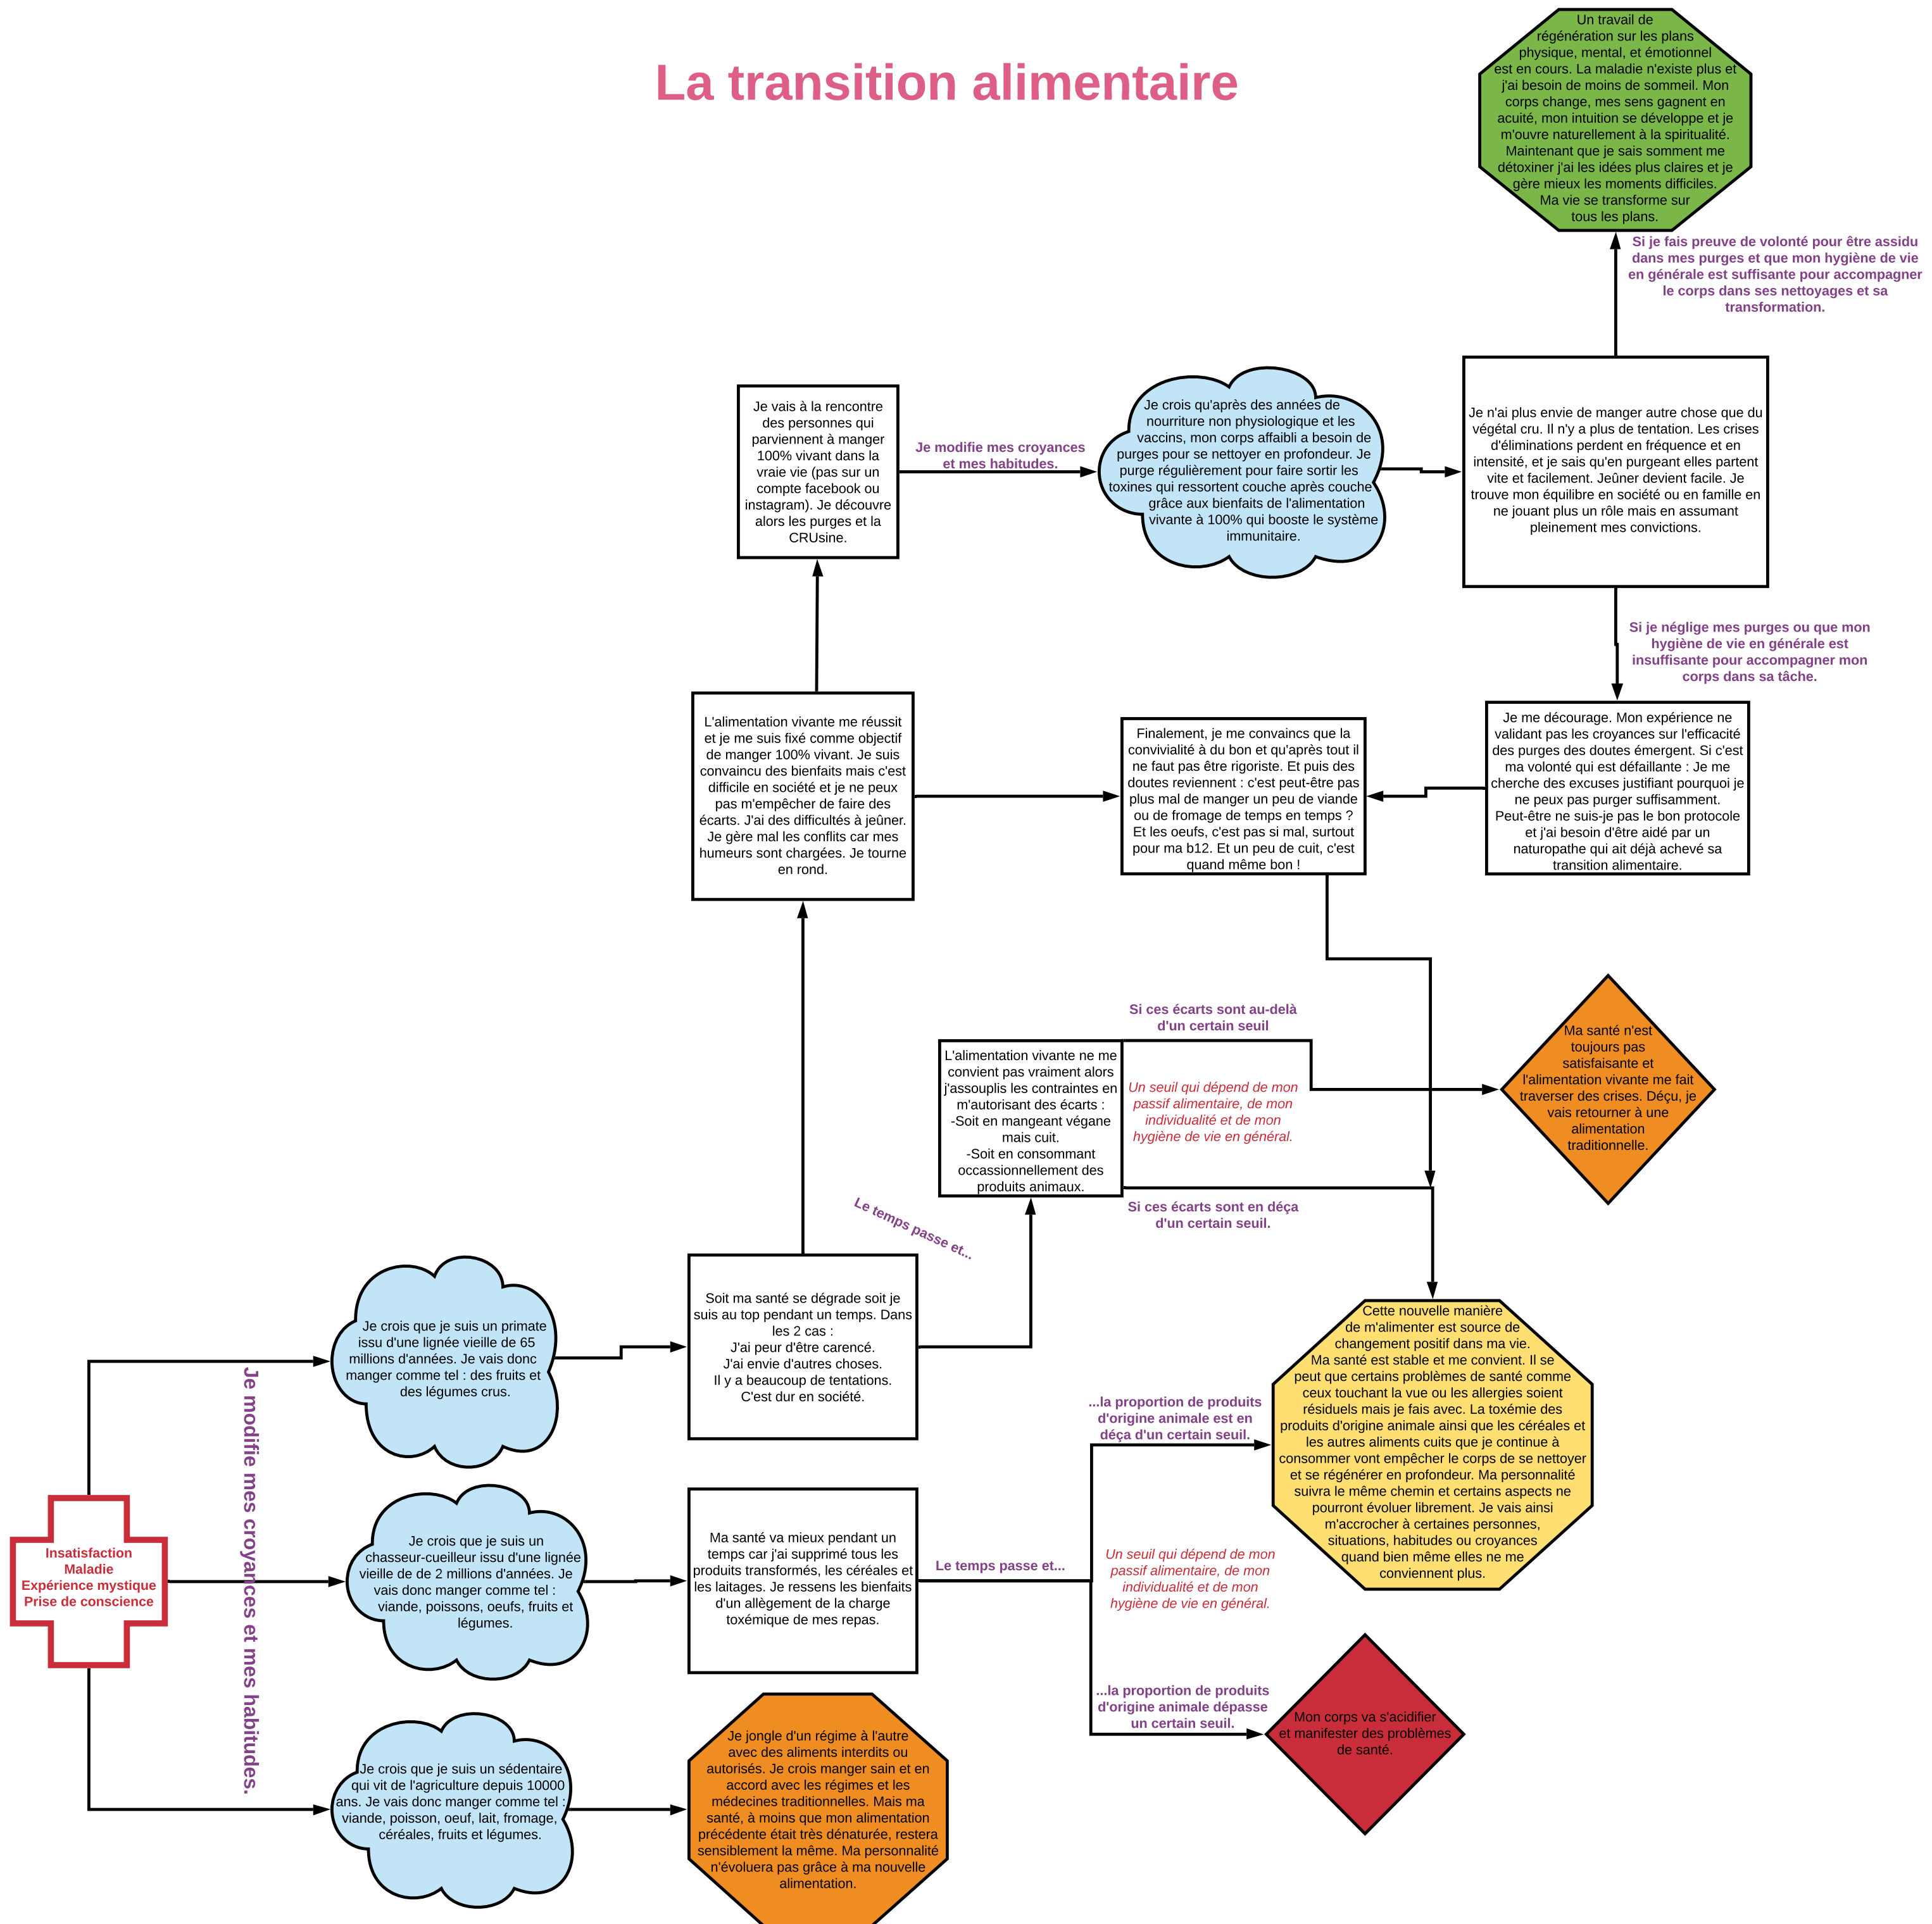 La transition alimentaire
Un travail de
régénération sur les plans
physique, mental, et émotionnel
est en cours. La maladie n'existe plus et
j'ai besoin de moins de sommeil. Mon
corps change, mes sens gagnent en
acuité, mon intuition se développe et je
m'ouvre naturellement à la spiritualité.
Maintenant que je sais somment me
détoxiner j'ai les idées plus claires et je
gère mieux les moments difficiles.
Ma vie se transforme sur
tous les plans.
Si je fais preuve de volonté pour être assidu
dans mes purges et que mon hygiène de vie
en générale est suffisante pour accompagner
le corps dans ses nettoyages et sa
transformation.
Je vais à la rencontre
des personnes qui
parviennent à manger
100% vivant dans la
vraie vie (pas sur un
compte facebook ou
instagram). Je découvre
alors les purges et la
CRUsine.
Je modifie mes croyances
et mes habitudes.
Je crois qu'après des années de
nourriture non physiologique et les
vaccins, mon corps affaibli a besoin de
purges pour se nettoyer en profondeur. Je
purge régulièrement pour faire sortir les
toxines qui ressortent couche après couche
grâce aux bienfaits de l'alimentation
vivante à 100% qui booste le système
immunitaire.
Je n'ai plus envie de manger autre chose que du
végétal cru. Il n'y a plus de tentation. Les crises
d'éliminations perdent en fréquence et en
intensité, et je sais qu'en purgeant elles partent
vite et facilement. Jeûner devient facile. Je
trouve mon équilibre en société ou en famille en
ne jouant plus un rôle mais en assumant
pleinement mes convictions.
Si je néglige mes purges ou que mon
hygiène de vie en générale est
insuffisante pour accompagner mon
corps dans sa tâche.
L'alimentation vivante me réussit
et je me suis fixé comme objectif
de manger 100% vivant. Je suis
convaincu des bienfaits mais c'est
difficile en société et je ne peux
pas m'empêcher de faire des
écarts. J'ai des difficultés à jeûner.
Je gère mal les conflits car mes
humeurs sont chargées. Je tourne
en rond.
Finalement, je me convaincs que la
convivialité à du bon et qu'après tout il
ne faut pas être rigoriste. Et puis des
doutes reviennent : c'est peut-être pas
plus mal de manger un peu de viande
ou de fromage de temps en temps ?
Et les oeufs, c'est pas si mal, surtout
pour ma b12. Et un peu de cuit, c'est
quand même bon !
Je me décourage. Mon expérience ne
validant pas les croyances sur l'efficacité
des purges des doutes émergent. Si c'est
ma volonté qui est défaillante : Je me
cherche des excuses justifiant pourquoi je
ne peux pas purger suffisamment.
Peut-être ne suis-je pas le bon protocole
et j'ai besoin d'être aidé par un
naturopathe qui ait déjà achevé sa
transition alimentaire.
Si ces écarts sont au-delà
d'un certain seuil
L'alimentation vivante ne me
convient pas vraiment alors
j'assouplis les contraintes en
m'autorisant des écarts :
-Soit en mangeant végane
mais cuit.
-Soit en consommant
occassionnellement des
produits animaux.
Un seuil qui dépend de mon
passif alimentaire, de mon
individualité et de mon
hygiène de vie en général.
Ma santé n'est
toujours pas
satisfaisante et
l'alimentation vivante me fait
traverser des crises. Déçu, je
vais retourner à une
alimentation
traditionnelle.
Si ces écarts sont en déça
d'un certain seuil.
Le temps passe et...
Je crois que je suis un primate
issu d'une lignée vieille de 65
millions d'années. Je vais donc
manger comme tel : des fruits et
des légumes crus.
Soit ma santé se dégrade soit je
suis au top pendant un temps. Dans
les 2 cas :
J'ai peur d'être carencé.
J'ai envie d'autres choses.
Il y a beaucoup de tentations.
C'est dur en société.
Cette nouvelle manière
de m'alimenter est source de
changement positif dans ma vie.
Ma santé est stable et me convient. Il se
peut que certains problèmes de santé comme
ceux touchant la vue ou les allergies soient
résiduels mais je fais avec. La toxémie des
produits d'origine animale ainsi que les céréales et
les autres aliments cuits que je continue à
consommer vont empêcher le corps de se nettoyer
et se régénérer en profondeur. Ma personnalité
suivra le même chemin et certains aspects ne
pourront évoluer librement. Je vais ainsi
m'accrocher à certaines personnes,
situations, habitudes ou croyances
quand bien même elles ne me
conviennent plus.
Je modifie mes croyances et mes habitudes.
...la proportion de produits
d'origine animale est en
déça d'un certain seuil.
Insatisfaction
Maladie
Expérience mystique
Prise de conscience
Je crois que je suis un
chasseur-cueilleur issu d'une lignée
vieille de de 2 millions d'années. Je
vais donc manger comme tel :
viande, poissons, oeufs, fruits et
légumes.
Ma santé va mieux pendant un
temps car j'ai supprimé tous les
produits transformés, les céréales et
les laitages. Je ressens les bienfaits
d'un allègement de la charge
toxémique de mes repas.
Le temps passe et...
Un seuil qui dépend de mon
passif alimentaire, de mon
individualité et de mon
hygiène de vie en général.
...la proportion de produits
d'origine animale dépasse
un certain seuil.
Mon corps va s'acidifier
et manifester des problèmes
de santé.
Je crois que je suis un sédentaire
qui vit de l'agriculture depuis 10000
ans. Je vais donc manger comme tel :
viande, poisson, oeuf, lait, fromage,
céréales, fruits et légumes.
Je jongle d'un régime à l'autre
avec des aliments interdits ou
autorisés. Je crois manger sain et en
accord avec les régimes et les
médecines traditionnelles. Mais ma
santé, à moins que mon alimentation
précédente était très dénaturée, restera
sensiblement la même. Ma personnalité
n'évoluera pas grâce à ma nouvelle
alimentation.